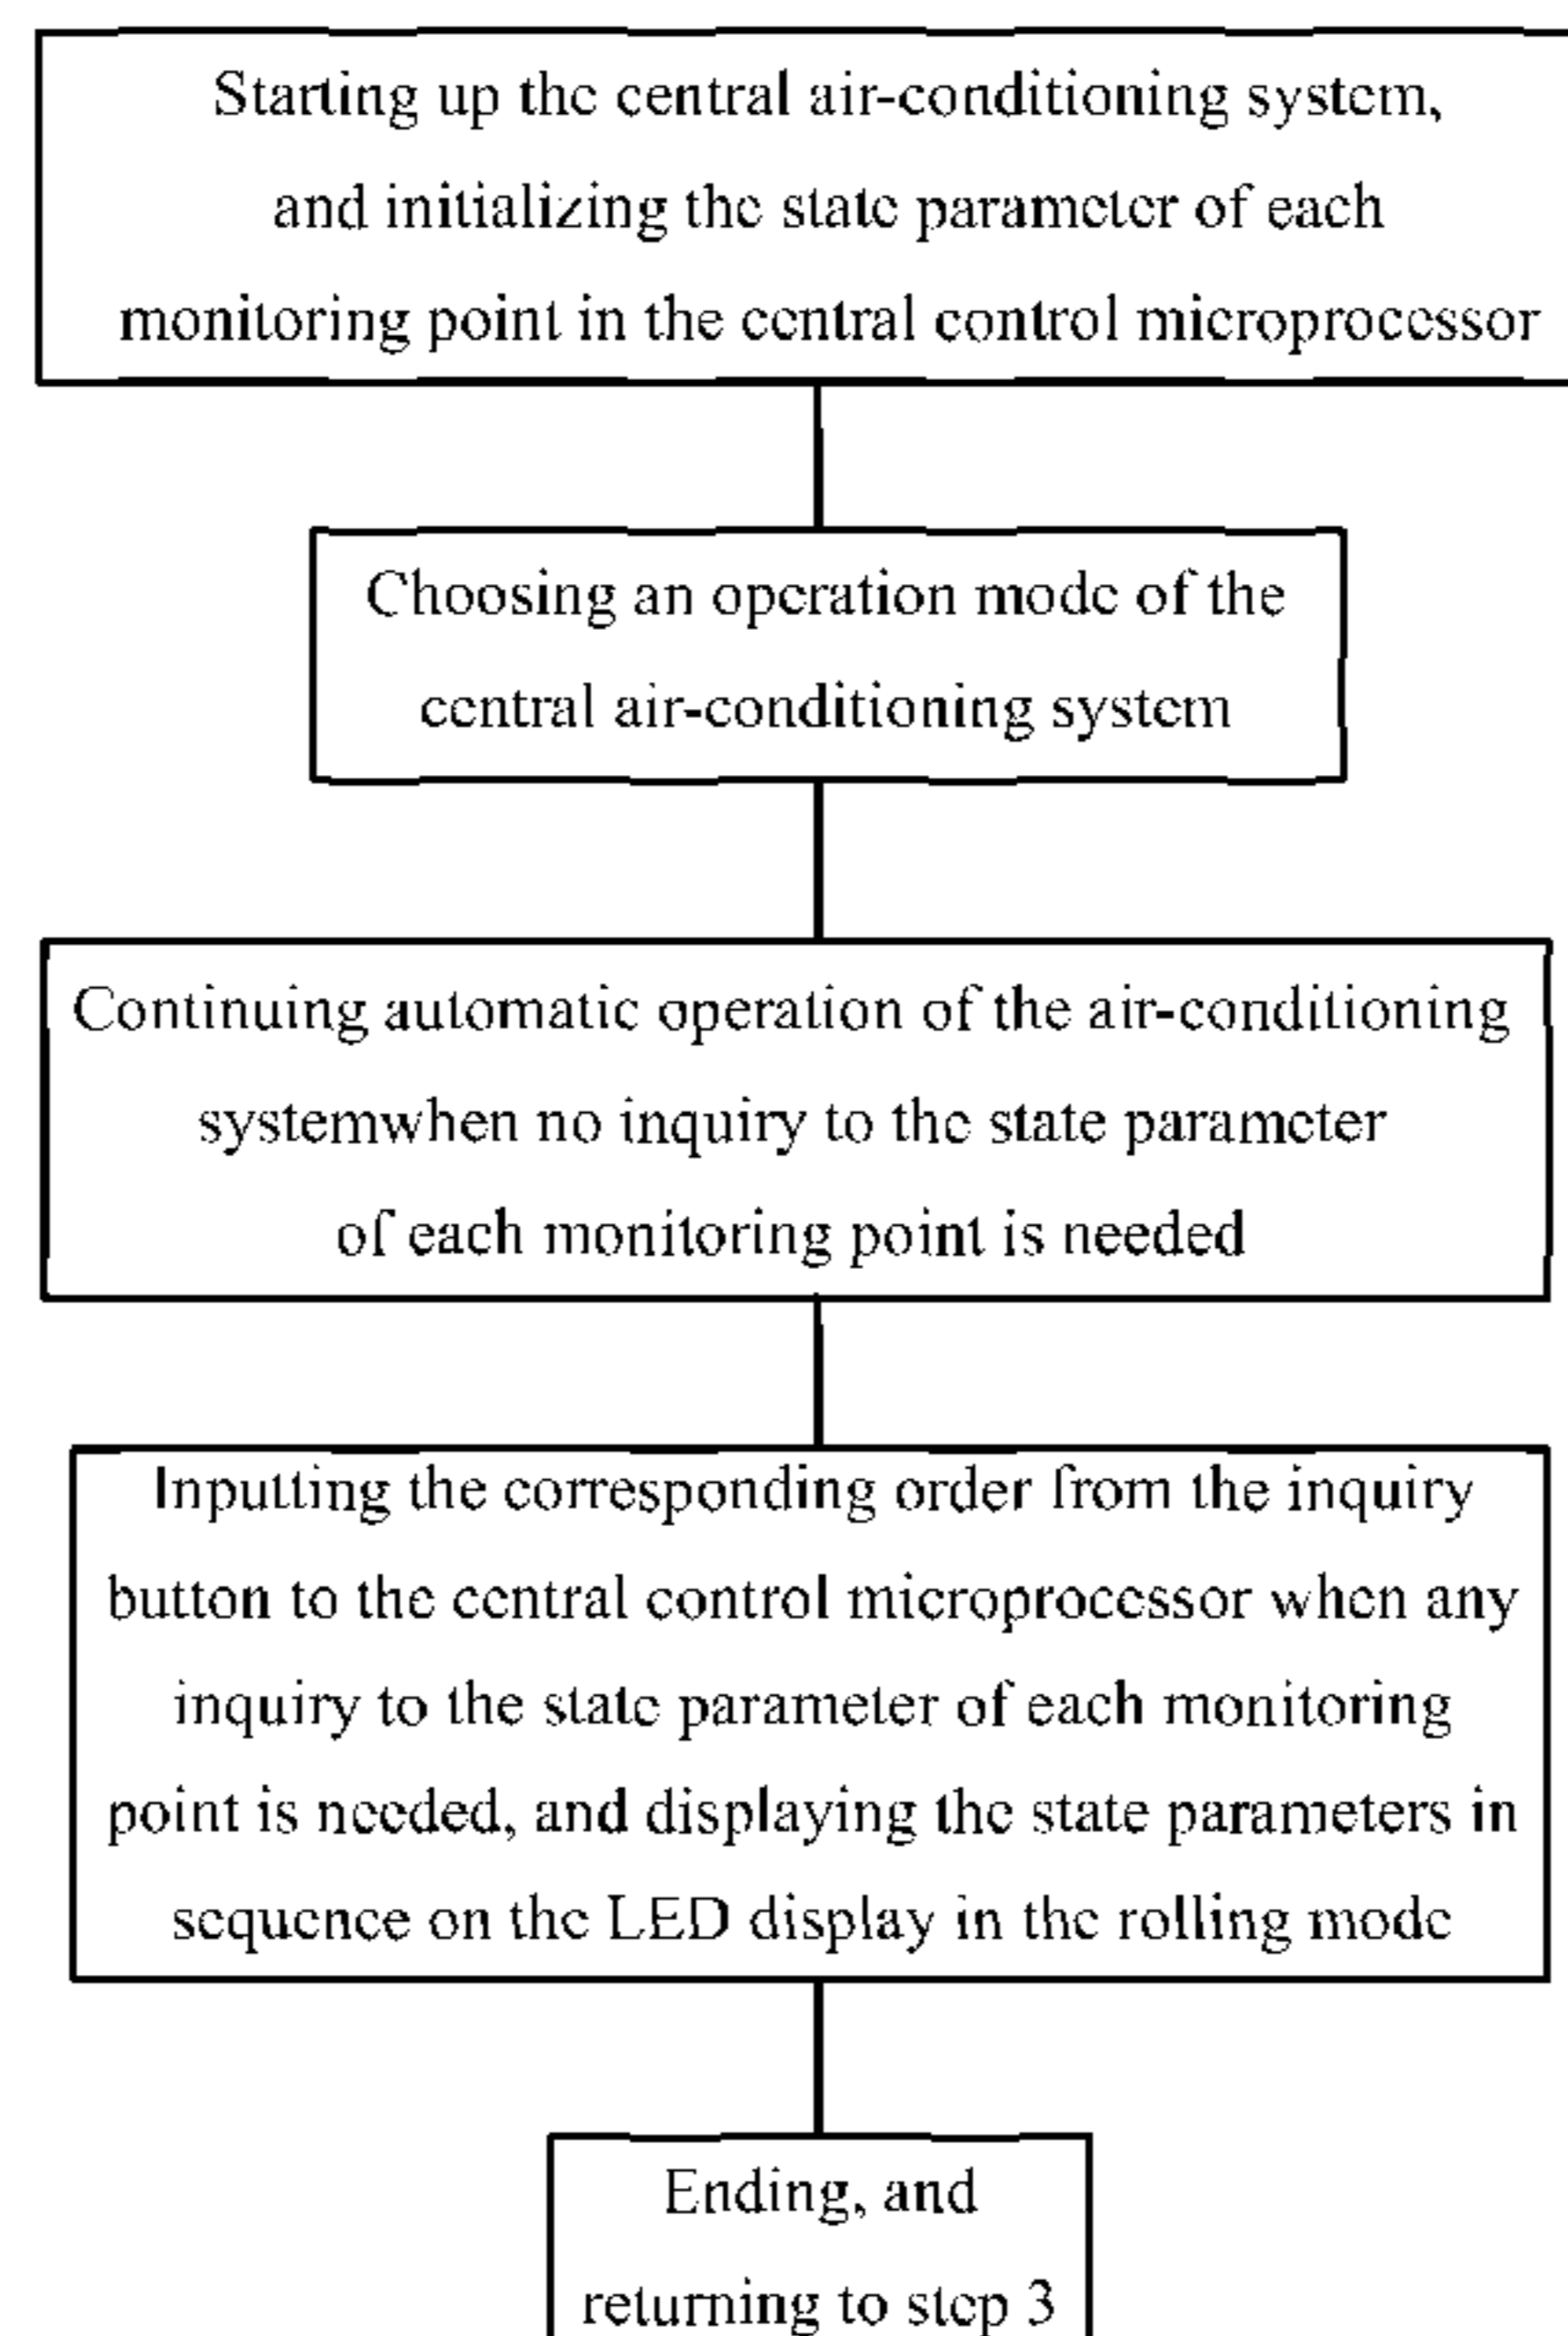 Starting up the central air-conditioning system,
and initializing the state parameter of each
monitoring point in the central control microprocessor
Choosing an operation mode of the
central air-conditioning system
Continuing automatic operation of the air-conditioning
systemwhen no inquiry to the state parameter
of each monitoring point is needed
Inputting the corresponding order from the inquiry
button to the central control microprocessor when any
inquiry to the state parameter of each monitoring
point is needed, and displaying the state parameters in
sequence on the LED display in the rolling mode
Ending, and
returning to step 3